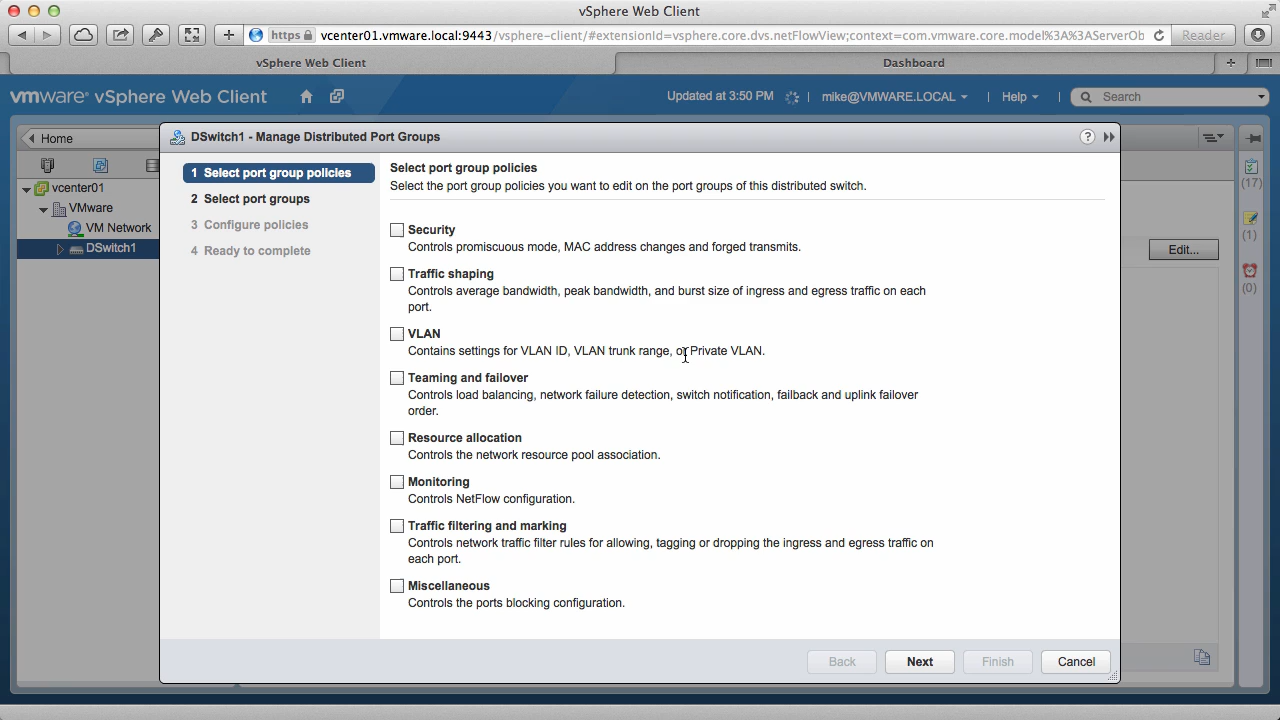 vSphere Web Client
https vcenter01.vmware.local:9443/vsphere-client/#extensionId=vsphere.core.dvs.netFlowView;context=com.vmware.core.model%3A%3AServerOb
Reader
vSphere Web Client
Dashboard
vmware vSphere Web Client
Updated at 3:50 PM
mike@VMWARE.LOCAL
Help
Search
Home
vcenter01
VMware
VM Network
DSwitch1
DSwitch1 - Manage Distributed Port Groups
?
1 Select port group policies
2 Select port groups
3 Configure policies
4 Ready to complete
Select port group policies
Select the port group policies you want to edit on the port groups of this distributed switch.
Security
Controls promiscuous mode, MAC address changes and forged transmits.
Traffic shaping
Controls average bandwidth, peak bandwidth, and burst size of ingress and egress traffic on each
port.
VLAN
Contains settings for VLAN ID, VLAN trunk range, or Private VLAN.
Teaming and failover
Controls load balancing, network failure detection, switch notification, failback and uplink failover
order.
Resource allocation
Controls the network resource pool association.
Monitoring
Controls NetFlow configuration.
Traffic filtering and marking
Controls network traffic filter rules for allowing, tagging or dropping the ingress and egress traffic on
each port.
Miscellaneous
Controls the ports blocking configuration.
Back
Next
Finish
Cancel
Edit...
(17)
(1)
(0)